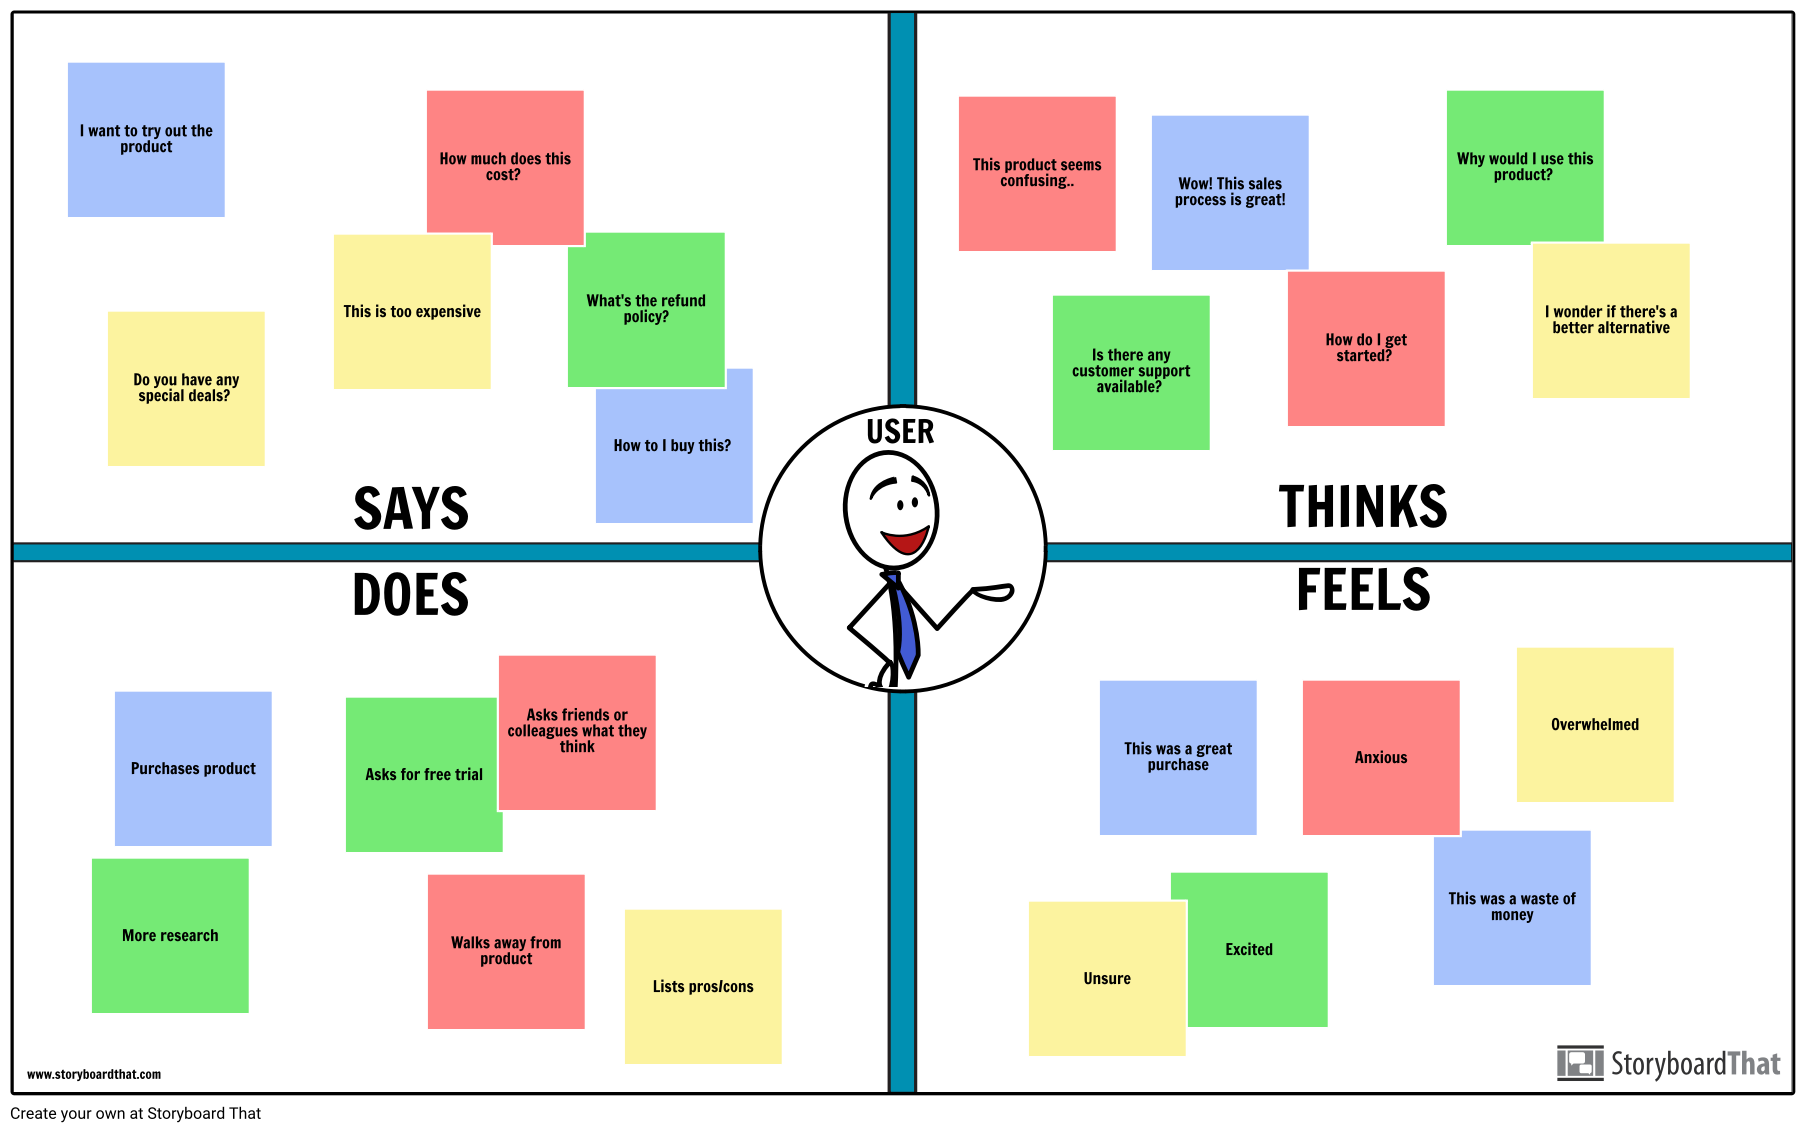 I want to try out the
product
How much does this
cost?
This is too expensive
What's the refund
policy?
Do you have any
special deals?
How to I buy this?
SAYS
This product seems
confusing..
Wow! This sales
process is great!
Why would I use this
product?
I wonder if there's a
better alternative
How do I get
started?
Is there any
customer support
available?
THINKS
USER
DOES
Purchases product
Asks for free trial
Asks friends or
colleagues what they
think
More research
Walks away from
product
Lists pros/cons
FEELS
This was a great
purchase
Anxious
Overwhelmed
This was a waste of
money
Excited
Unsure
www.storyboardthat.com
StoryboardThat
Create your own at Storyboard That